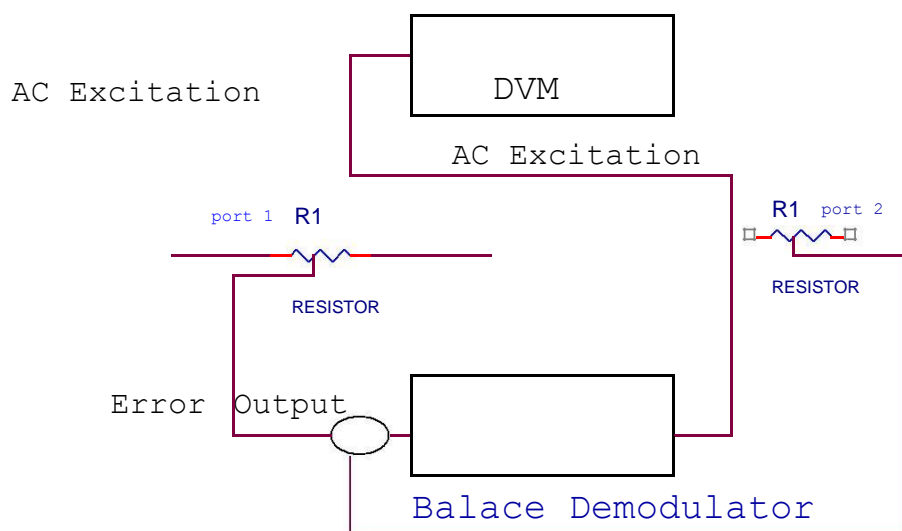 DVM
AC Excitation
AC Excitation
port 1 R1
R1 port 2
RESISTOR
RESISTOR
Error Output
Balace Demodulator